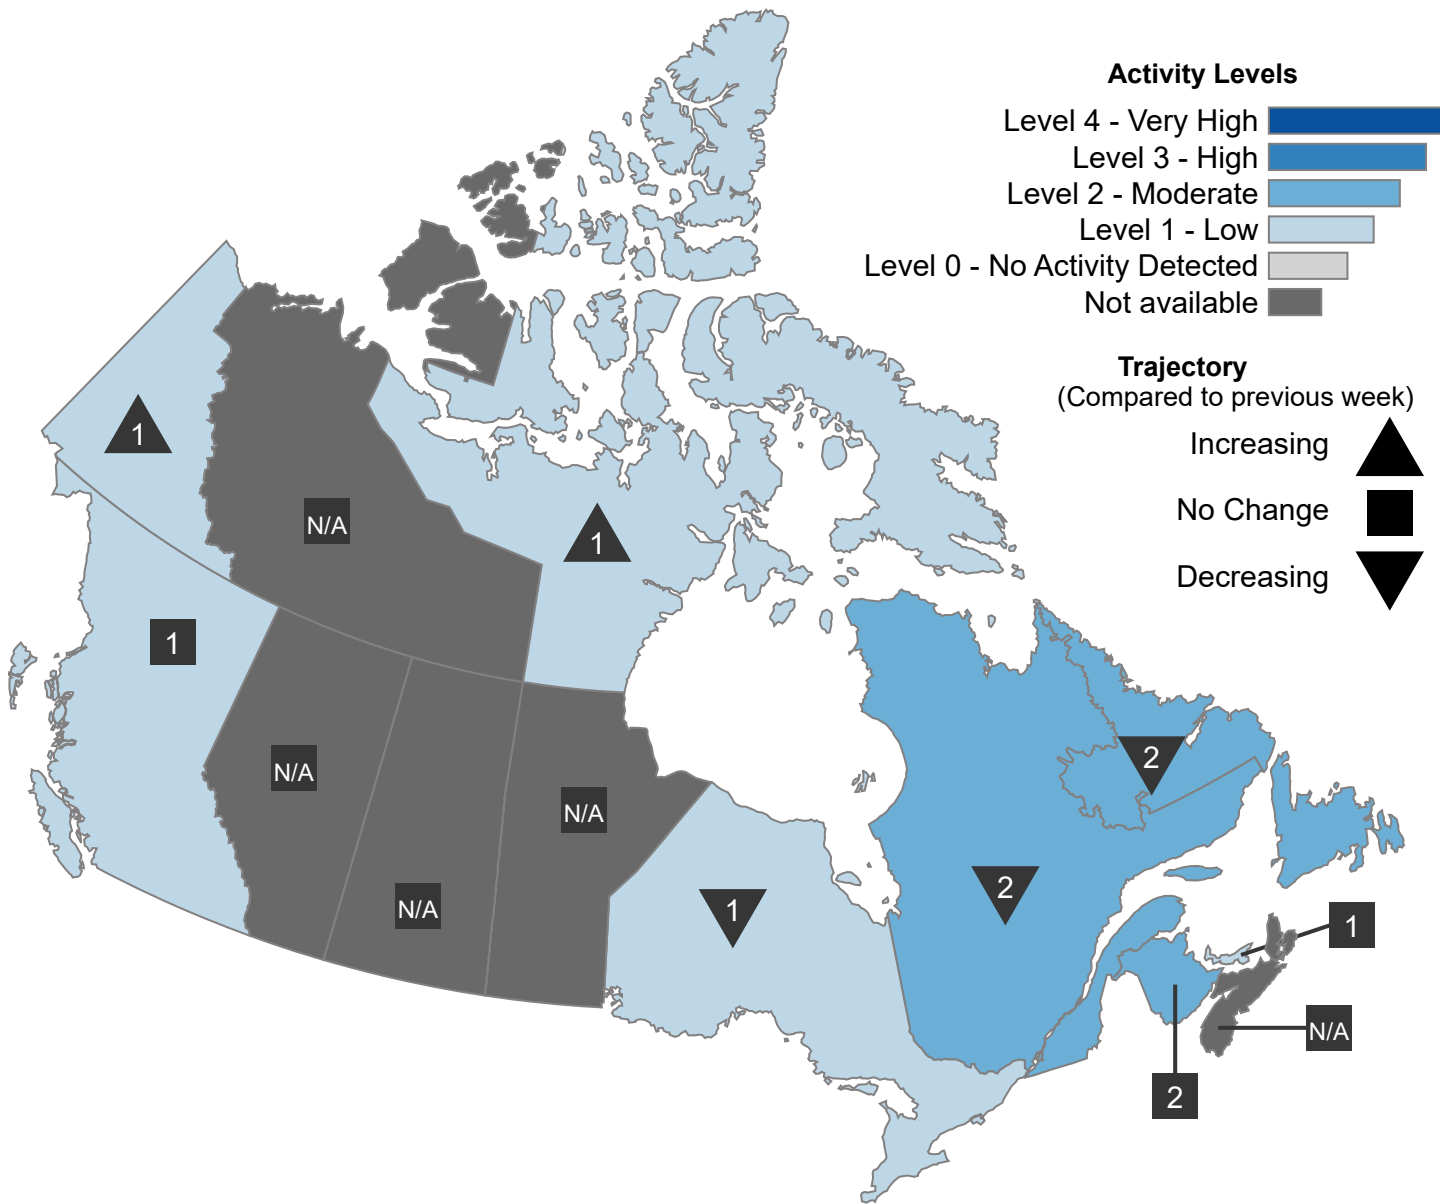 Activity Levels
Level 4 - Very High
Level 3 - High
Level 2 - Moderate
Level 1 - Low
Level 0 - No Activity Detected
Not available
Trajectory
(Compared to previous week)
Increasing
No Change
Decreasing
1
N/A
1
1
N/A
N/A
N/A
1
2
2
1
N/A
2